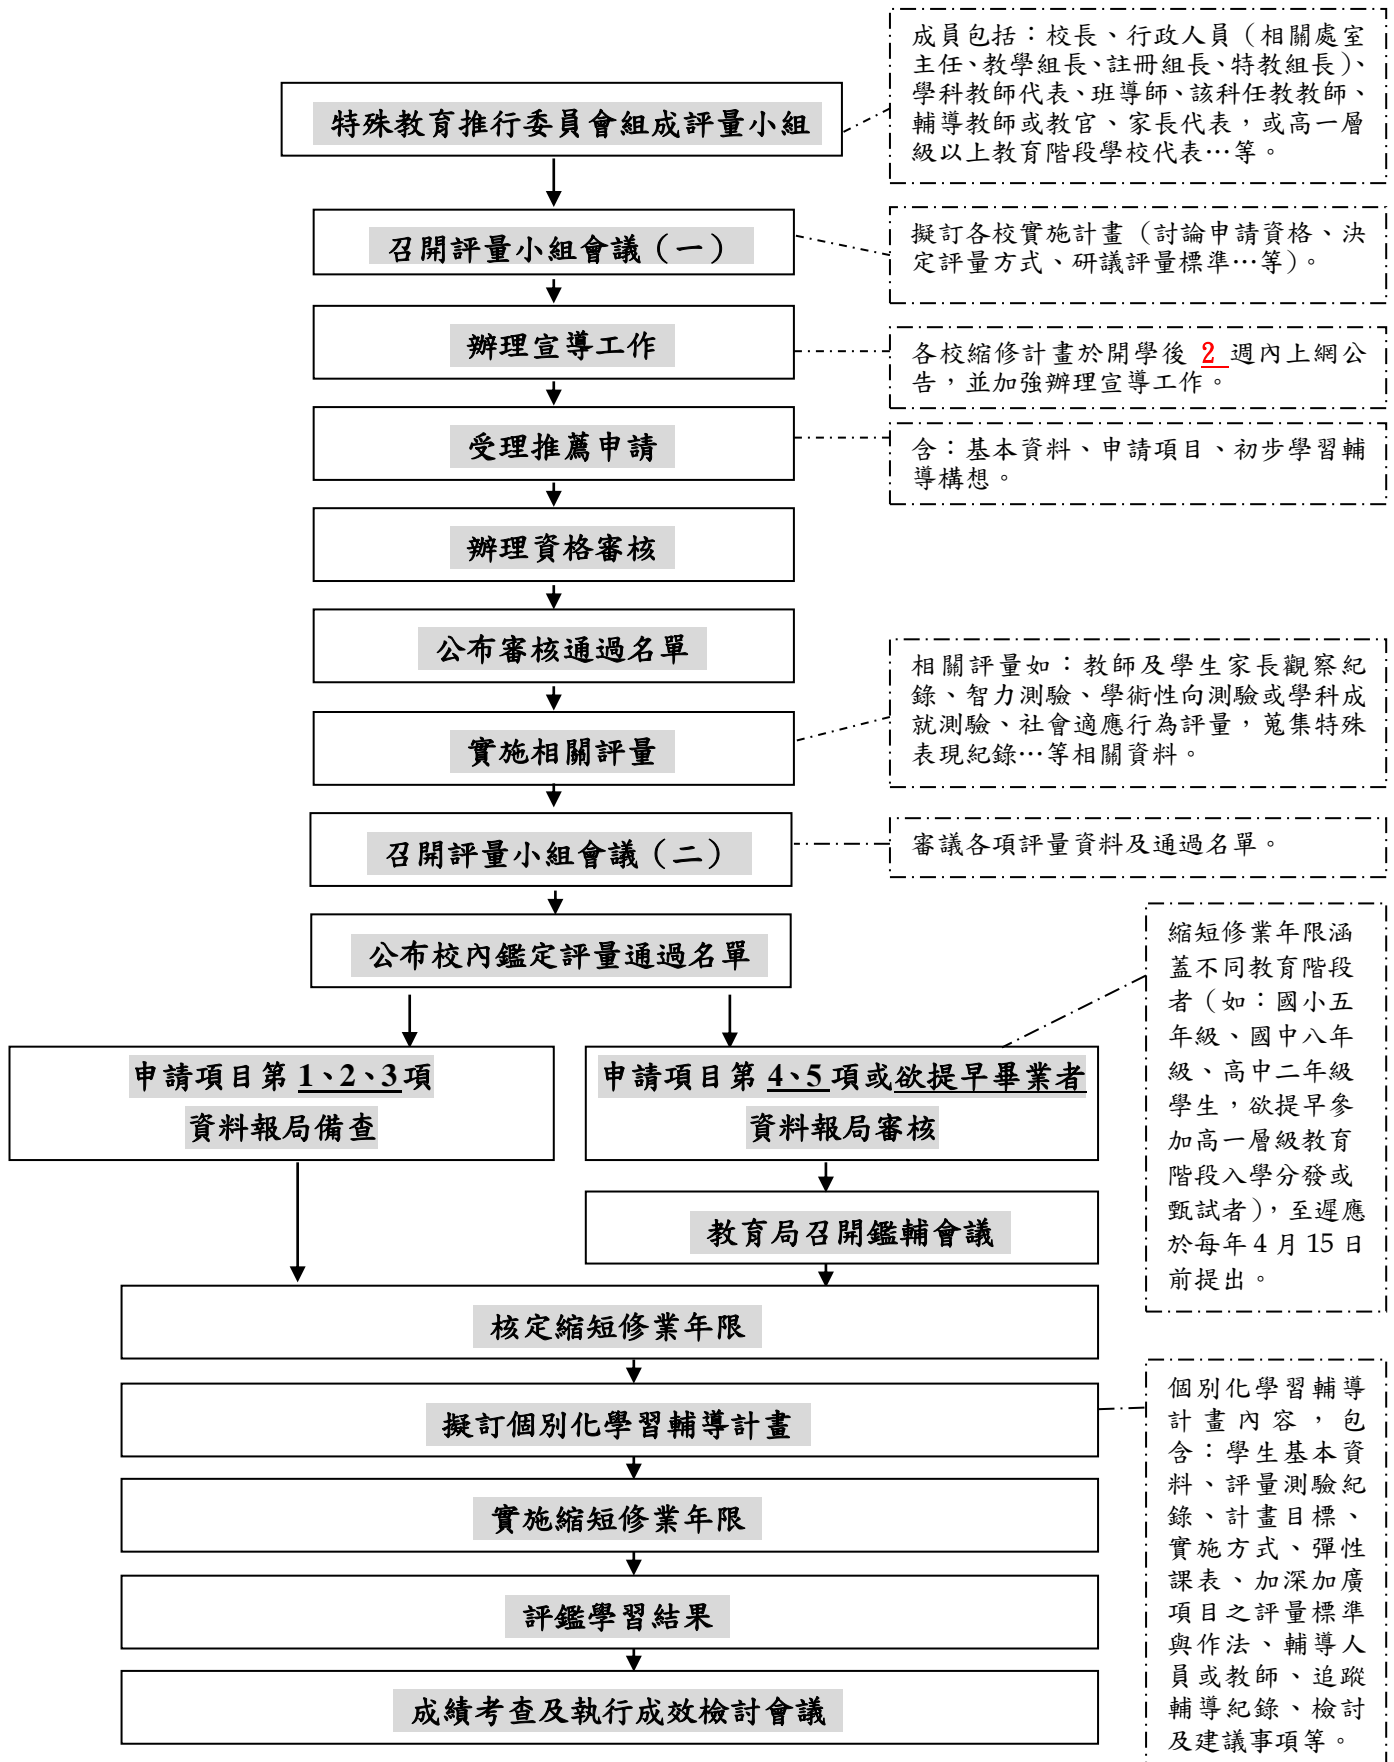 特殊教育推行委員會組成評量小組
成員包括：校長、行政人員（相關處室
主任、教學組長、註冊組長、特教組長）、
學科教師代表、班導師、該科任教教師、
輔導教師或教官、家長代表，或高一層
級以上教育階段學校代表…等。
召開評量小組會議（一）
擬訂各校實施計畫（討論申請資格、決
定評量方式、研議評量標準…等）。
辦理宣導工作
各校縮修計畫於開學後 2 週內上網公
告，並加強辦理宣導工作。
受理推薦申請
含：基本資料、申請項目、初步學習輔
導構想。
辦理資格審核
公布審核通過名單
實施相關評量
相關評量如：教師及學生家長觀察紀
錄、智力測驗、學術性向測驗或學科成
就測驗、社會適應行為評量，蒐集特殊
表現紀錄…等相關資料。
召開評量小組會議（二）
審議各項評量資料及通過名單。
公布校內鑑定評量通過名單
申請項目第 1、2、3 項
資料報局備查
申請項目第 4、5 項或欲提早畢業者
資料報局審核
縮短修業年限涵
蓋不同教育階段
者（如：國小五
年級、國中八年
級、高中二年級
學生，欲提早參
加高一層級教育
階段入學分發或
甄試者），至遲應
於每年 4 月 15 日
前提出。
教育局召開鑑輔會議
核定縮短修業年限
擬訂個別化學習輔導計畫
個別化學習輔導
計畫內容，包
含：學生基本資
料、評量測驗紀
錄、計畫目標、
實施方式、彈性
課表、加深加廣
項目之評量標準
與作法、輔導人
員或教師、追蹤
輔導紀錄、檢討
及建議事項等。
實施縮短修業年限
評鑑學習結果
成績考查及執行成效檢討會議